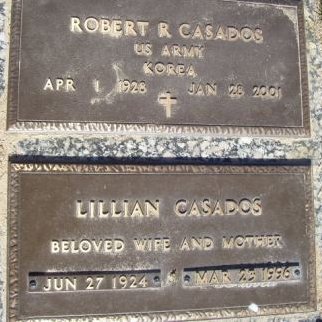 ROBERT R CASADOS
US ARMY
KOREA
APR 1 1928 JAN 28 2001
LILLIAN CASADOS
BELOVED WIFE AND MOTHER
JUN 27 1924 MAR 23 1996